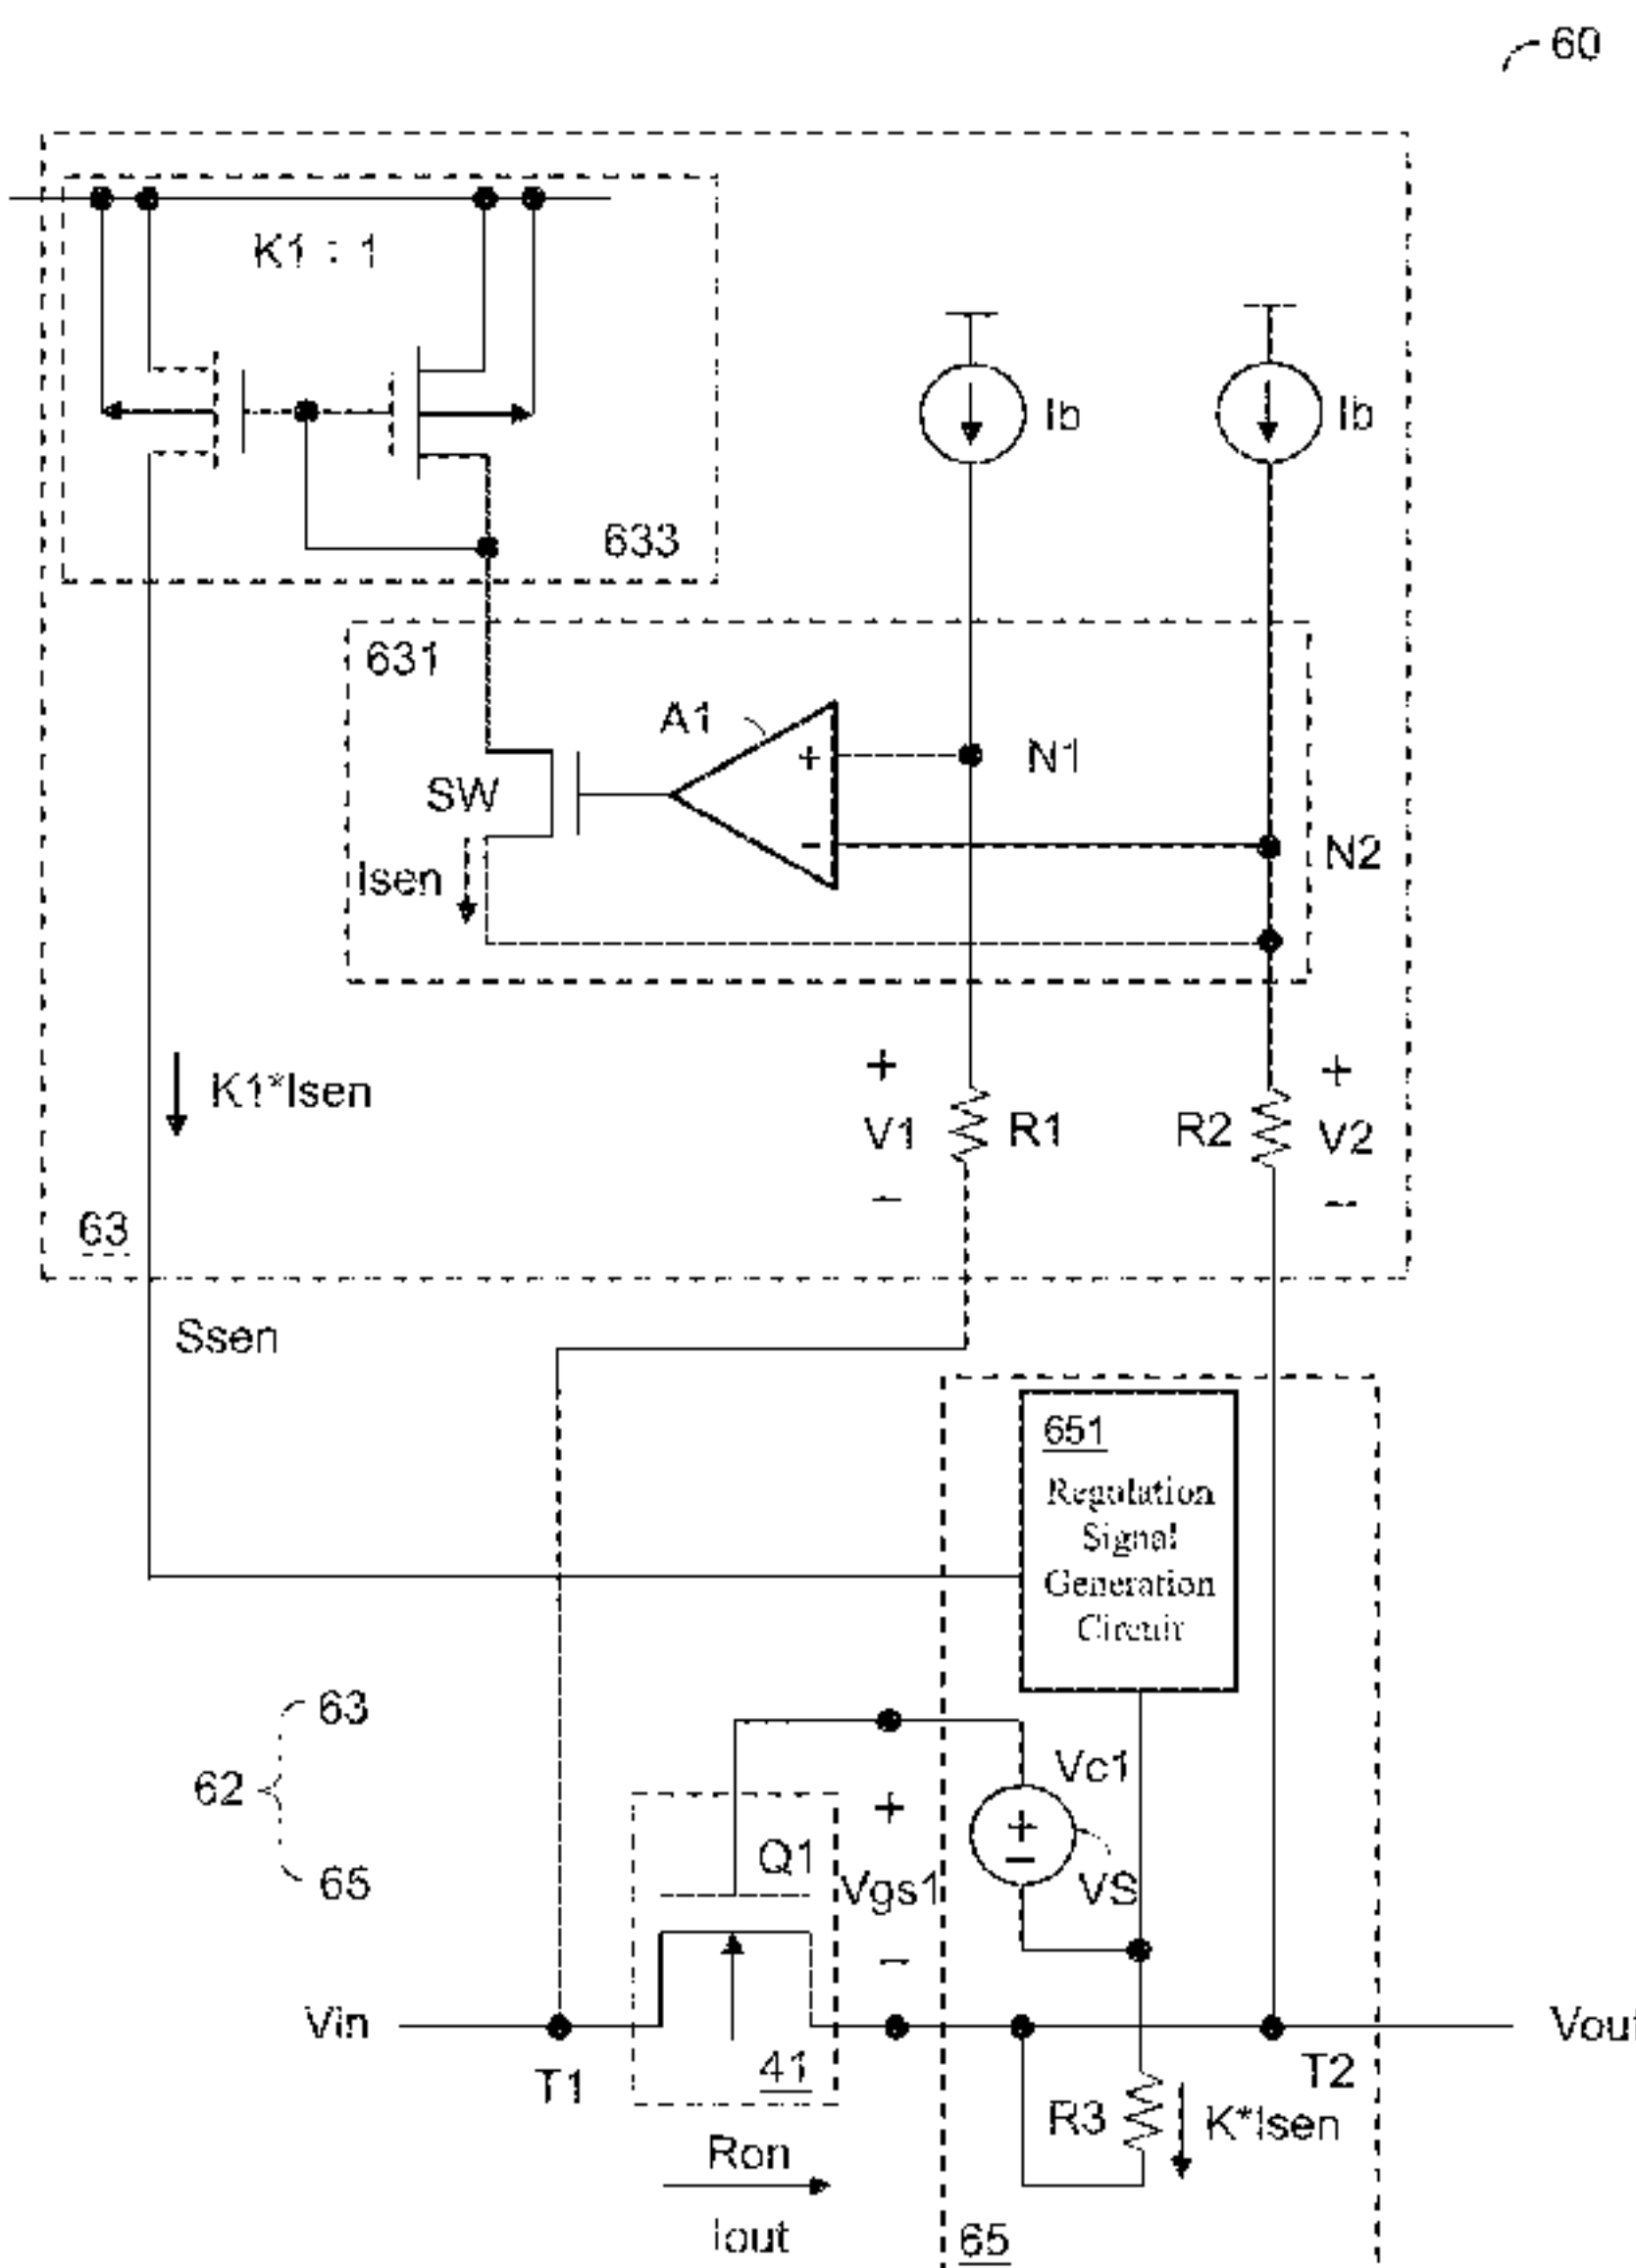 60
K1 : 1
Ib
Ib
633
631
A1
+
N1
SW
−
N2
Isen
K1*Isen
+
V1
−
R1
R2
+
V2
--
63
Ssen
651
Regulation
Signal
Generation
Circuit
62
63
65
Vc1
+
Q1
Vgs1
−
+
−
VS
Vin
T1
41
T2
Vout
R3
K*Isen
Ron
Iout
65